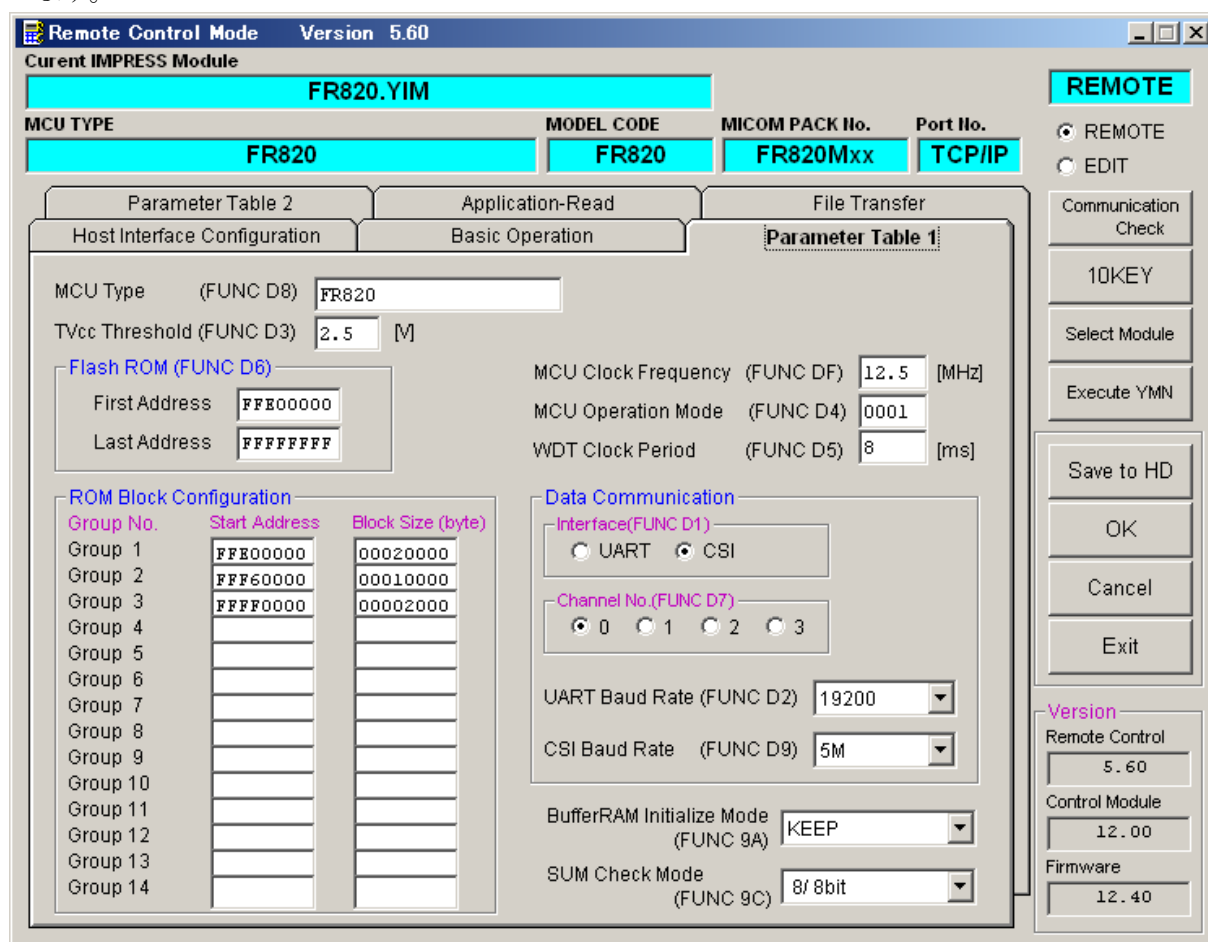 Remote Control Mode Version 5.60
Curent IMPRESS Module
FR820.YIM
MCU TYPE MODEL CODE MICOM PACK No. Port No.
FR820 FR820 FR820Mxx TCP/IP
REMOTE
REMOTE
EDIT
Communication Check
10KEY
Select Module
Execute YMN
Save to HD
OK
Cancel
Exit
Version
Remote Control
5.60
Control Module
12.00
Firmware
12.40
Parameter Table 2 Application-Read File Transfer
Host Interface Configuration Basic Operation Parameter Table 1
MCU Type (FUNC D8) FR820
TVcc Threshold (FUNC D3) 2.5 [V]
Flash ROM (FUNC D6)
First Address FFE00000
Last Address FFFFFFFF
MCU Clock Frequency (FUNC DF) 12.5 [MHz]
MCU Operation Mode (FUNC D4) 0001
WDT Clock Period (FUNC D5) 8 [ms]
ROM Block Configuration
Group No. Start Address Block Size (byte)
Group 1 FFE00000 00020000
Group 2 FFF60000 00010000
Group 3 FFFF0000 00002000
Group 4
Group 5
Group 6
Group 7
Group 8
Group 9
Group 10
Group 11
Group 12
Group 13
Group 14
Data Communication
Interface(FUNC D1)
UART CSI
Channel No.(FUNC D7)
0 1 2 3
UART Baud Rate (FUNC D2) 19200
CSI Baud Rate (FUNC D9) 5M
BufferRAM Initialize Mode
(FUNC 9A) KEEP
SUM Check Mode
(FUNC 9C) 8/ 8bit